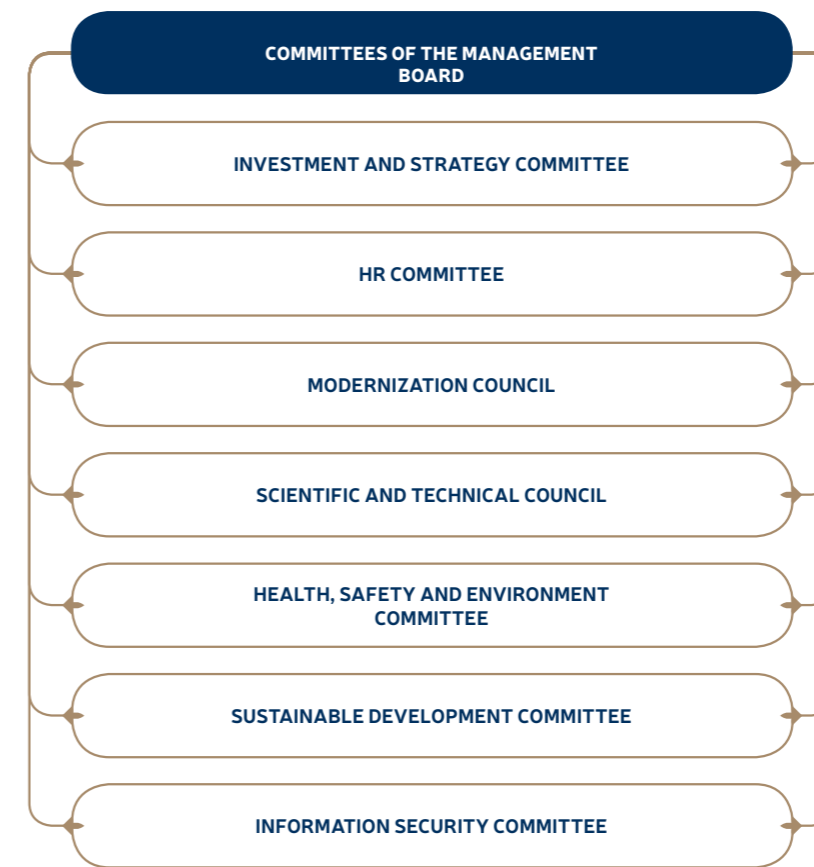 COMMITTEES OF THE MANAGEMENT
BOARD
INVESTMENT AND STRATEGY COMMITTEE
HR COMMITTEE
MODERNIZATION COUNCIL
SCIENTIFIC AND TECHNICAL COUNCIL
HEALTH, SAFETY AND ENVIRONMENT
COMMITTEE
SUSTAINABLE DEVELOPMENT COMMITTEE
INFORMATION SECURITY COMMITTEE